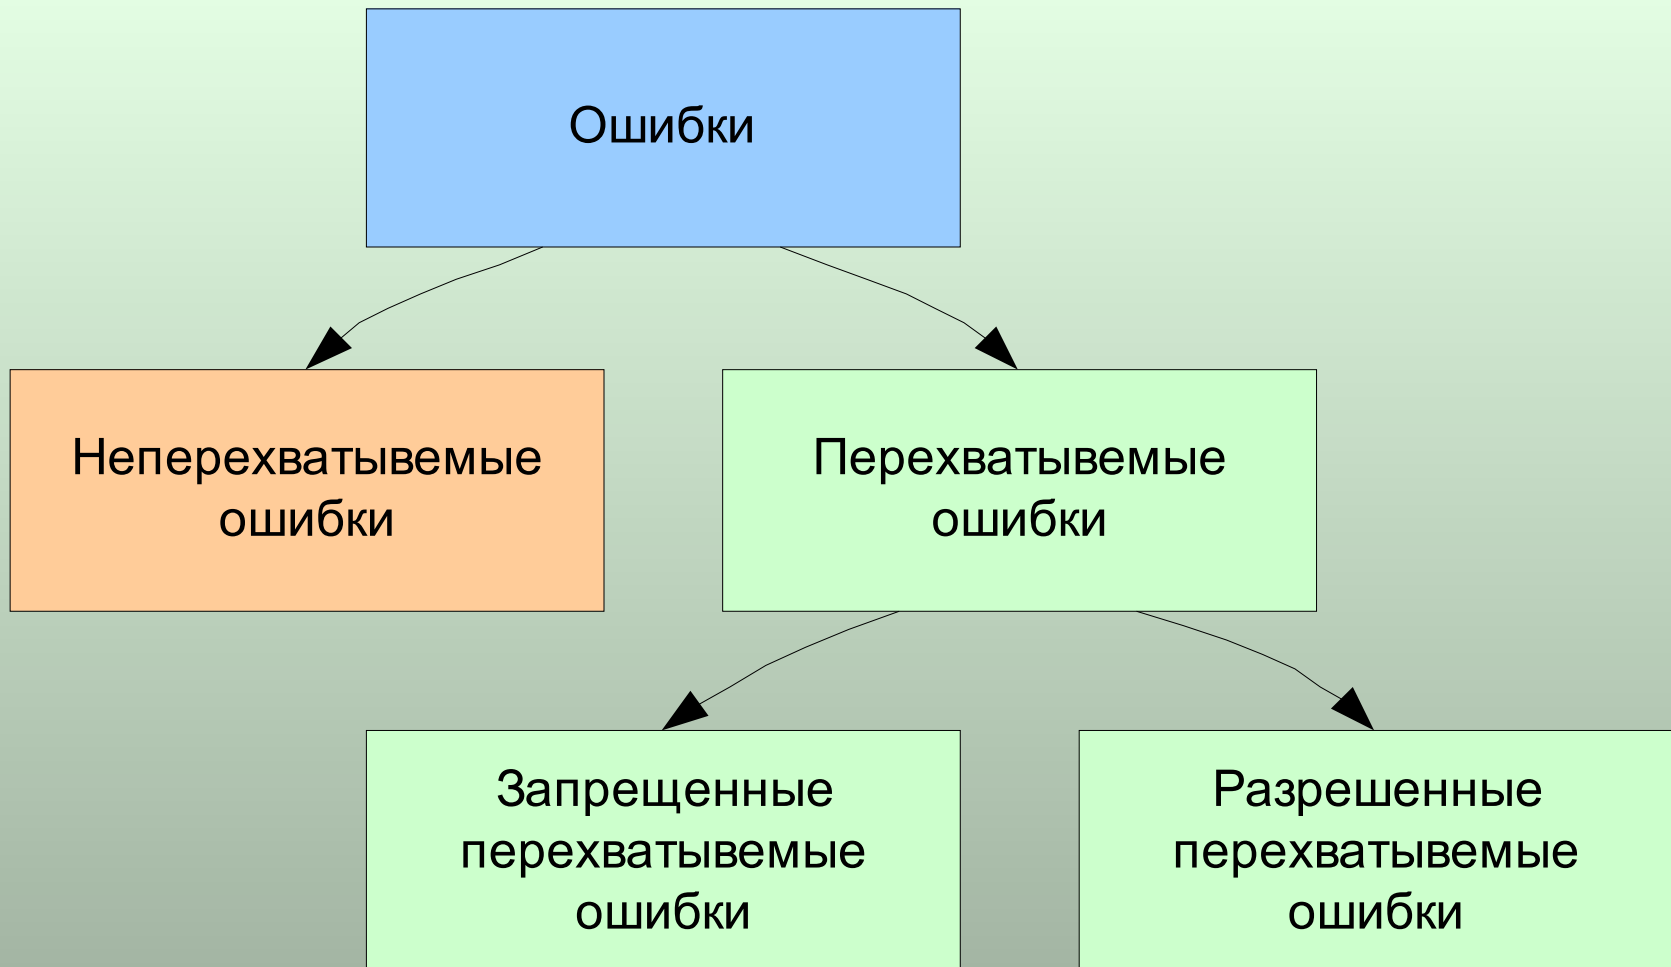 Ошибки
Неперехватывемые
ошибки
Перехватывемые
ошибки
Запрещенные
перехватывемые
ошибки
Разрешенные
перехватывемые
ошибки